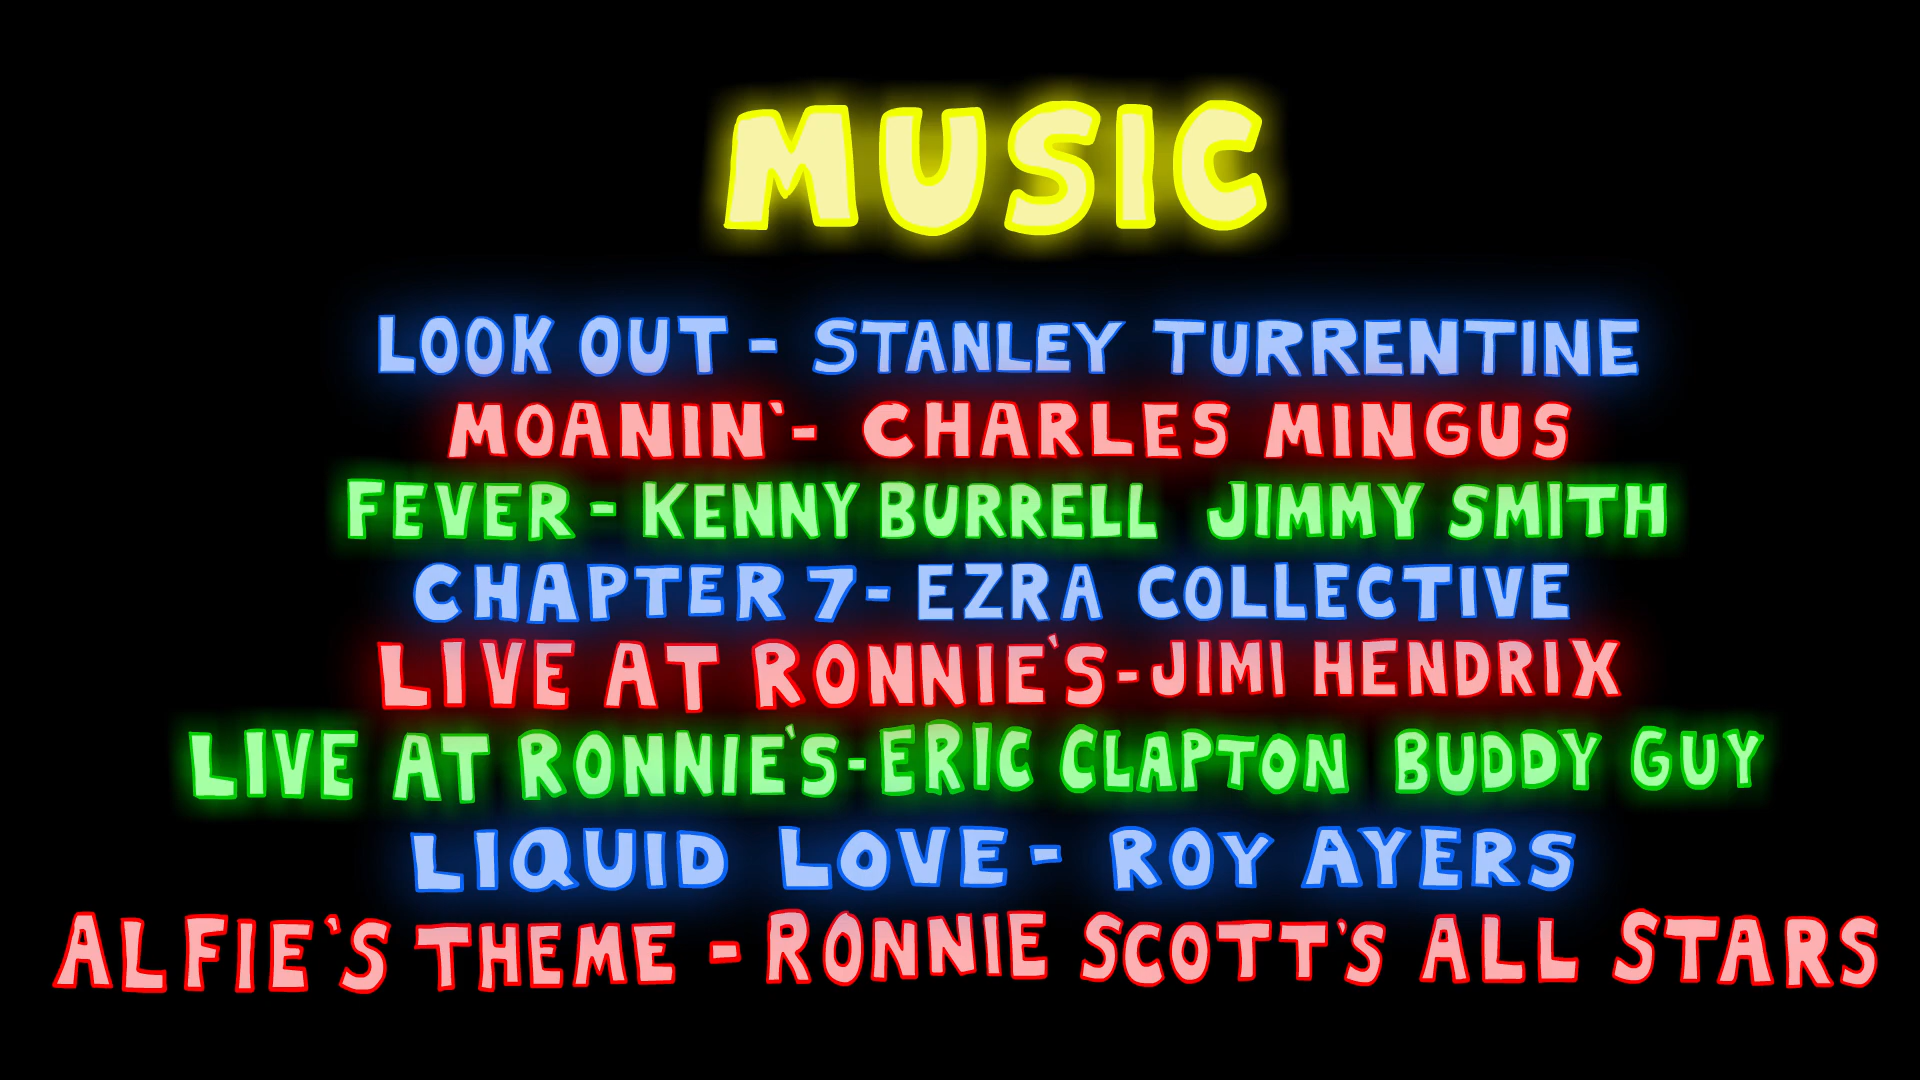 MUSIC
LOOK OUT - STANLEY TURRENTINE
MOANIN' - CHARLES MINGUS
FEVER - KENNY BURRELL JIMMY SMITH
CHAPTER 7 - EZRA COLLECTIVE
LIVE AT RONNIE'S - JIMI HENDRIX
LIVE AT RONNIE'S - ERIC CLAPTON BUDDY GUY
LIQUID LOVE - ROY AYERS
ALFIE'S THEME - RONNIE SCOTT'S ALL STARS